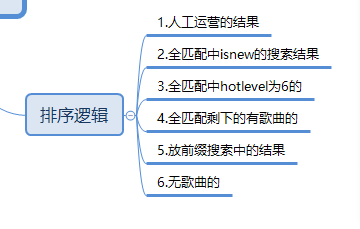 排序逻辑
1.人工运营的结果
2.全匹配中isnew的搜索结果
3.全匹配中hotlevel为6的
4.全匹配剩下的有歌曲的
5.放前缀搜索中的结果
6.无歌曲的